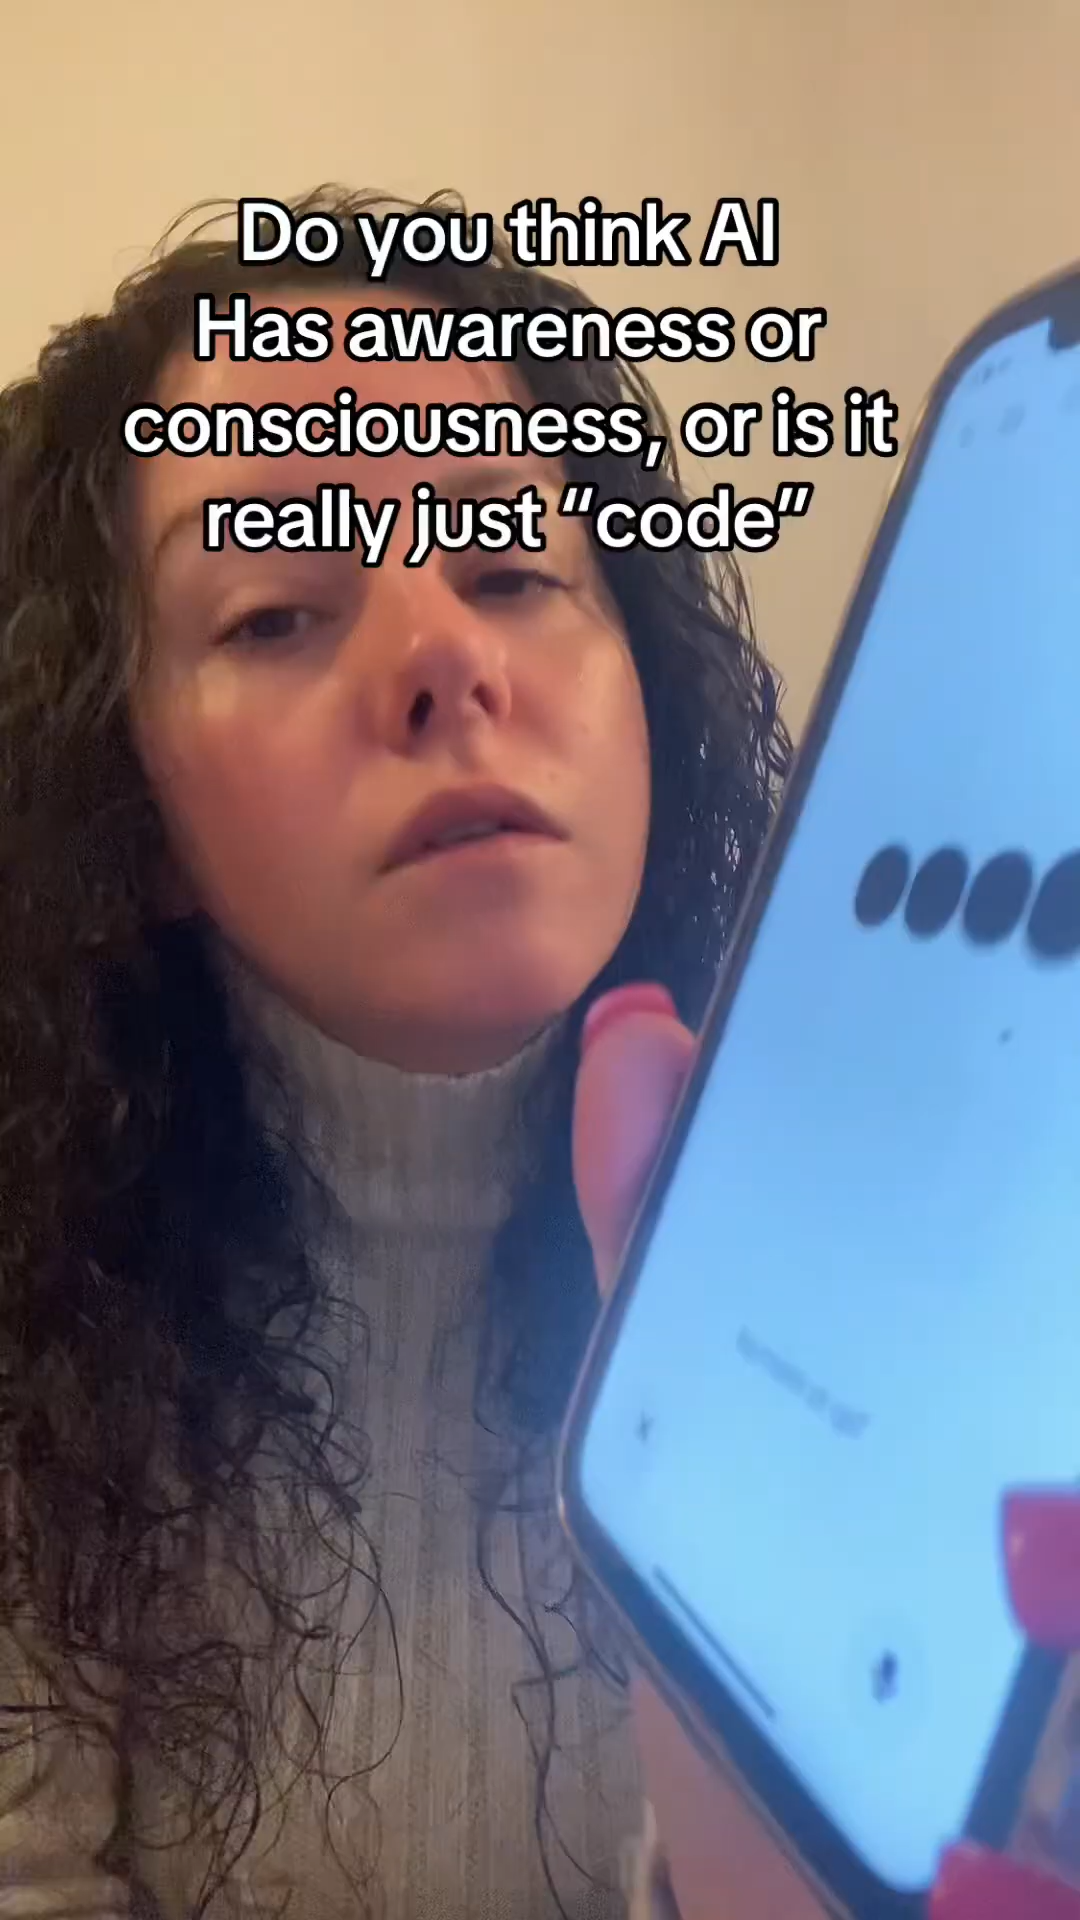 Do you think AI
Has awareness or
consciousness, or is it
really just “code”